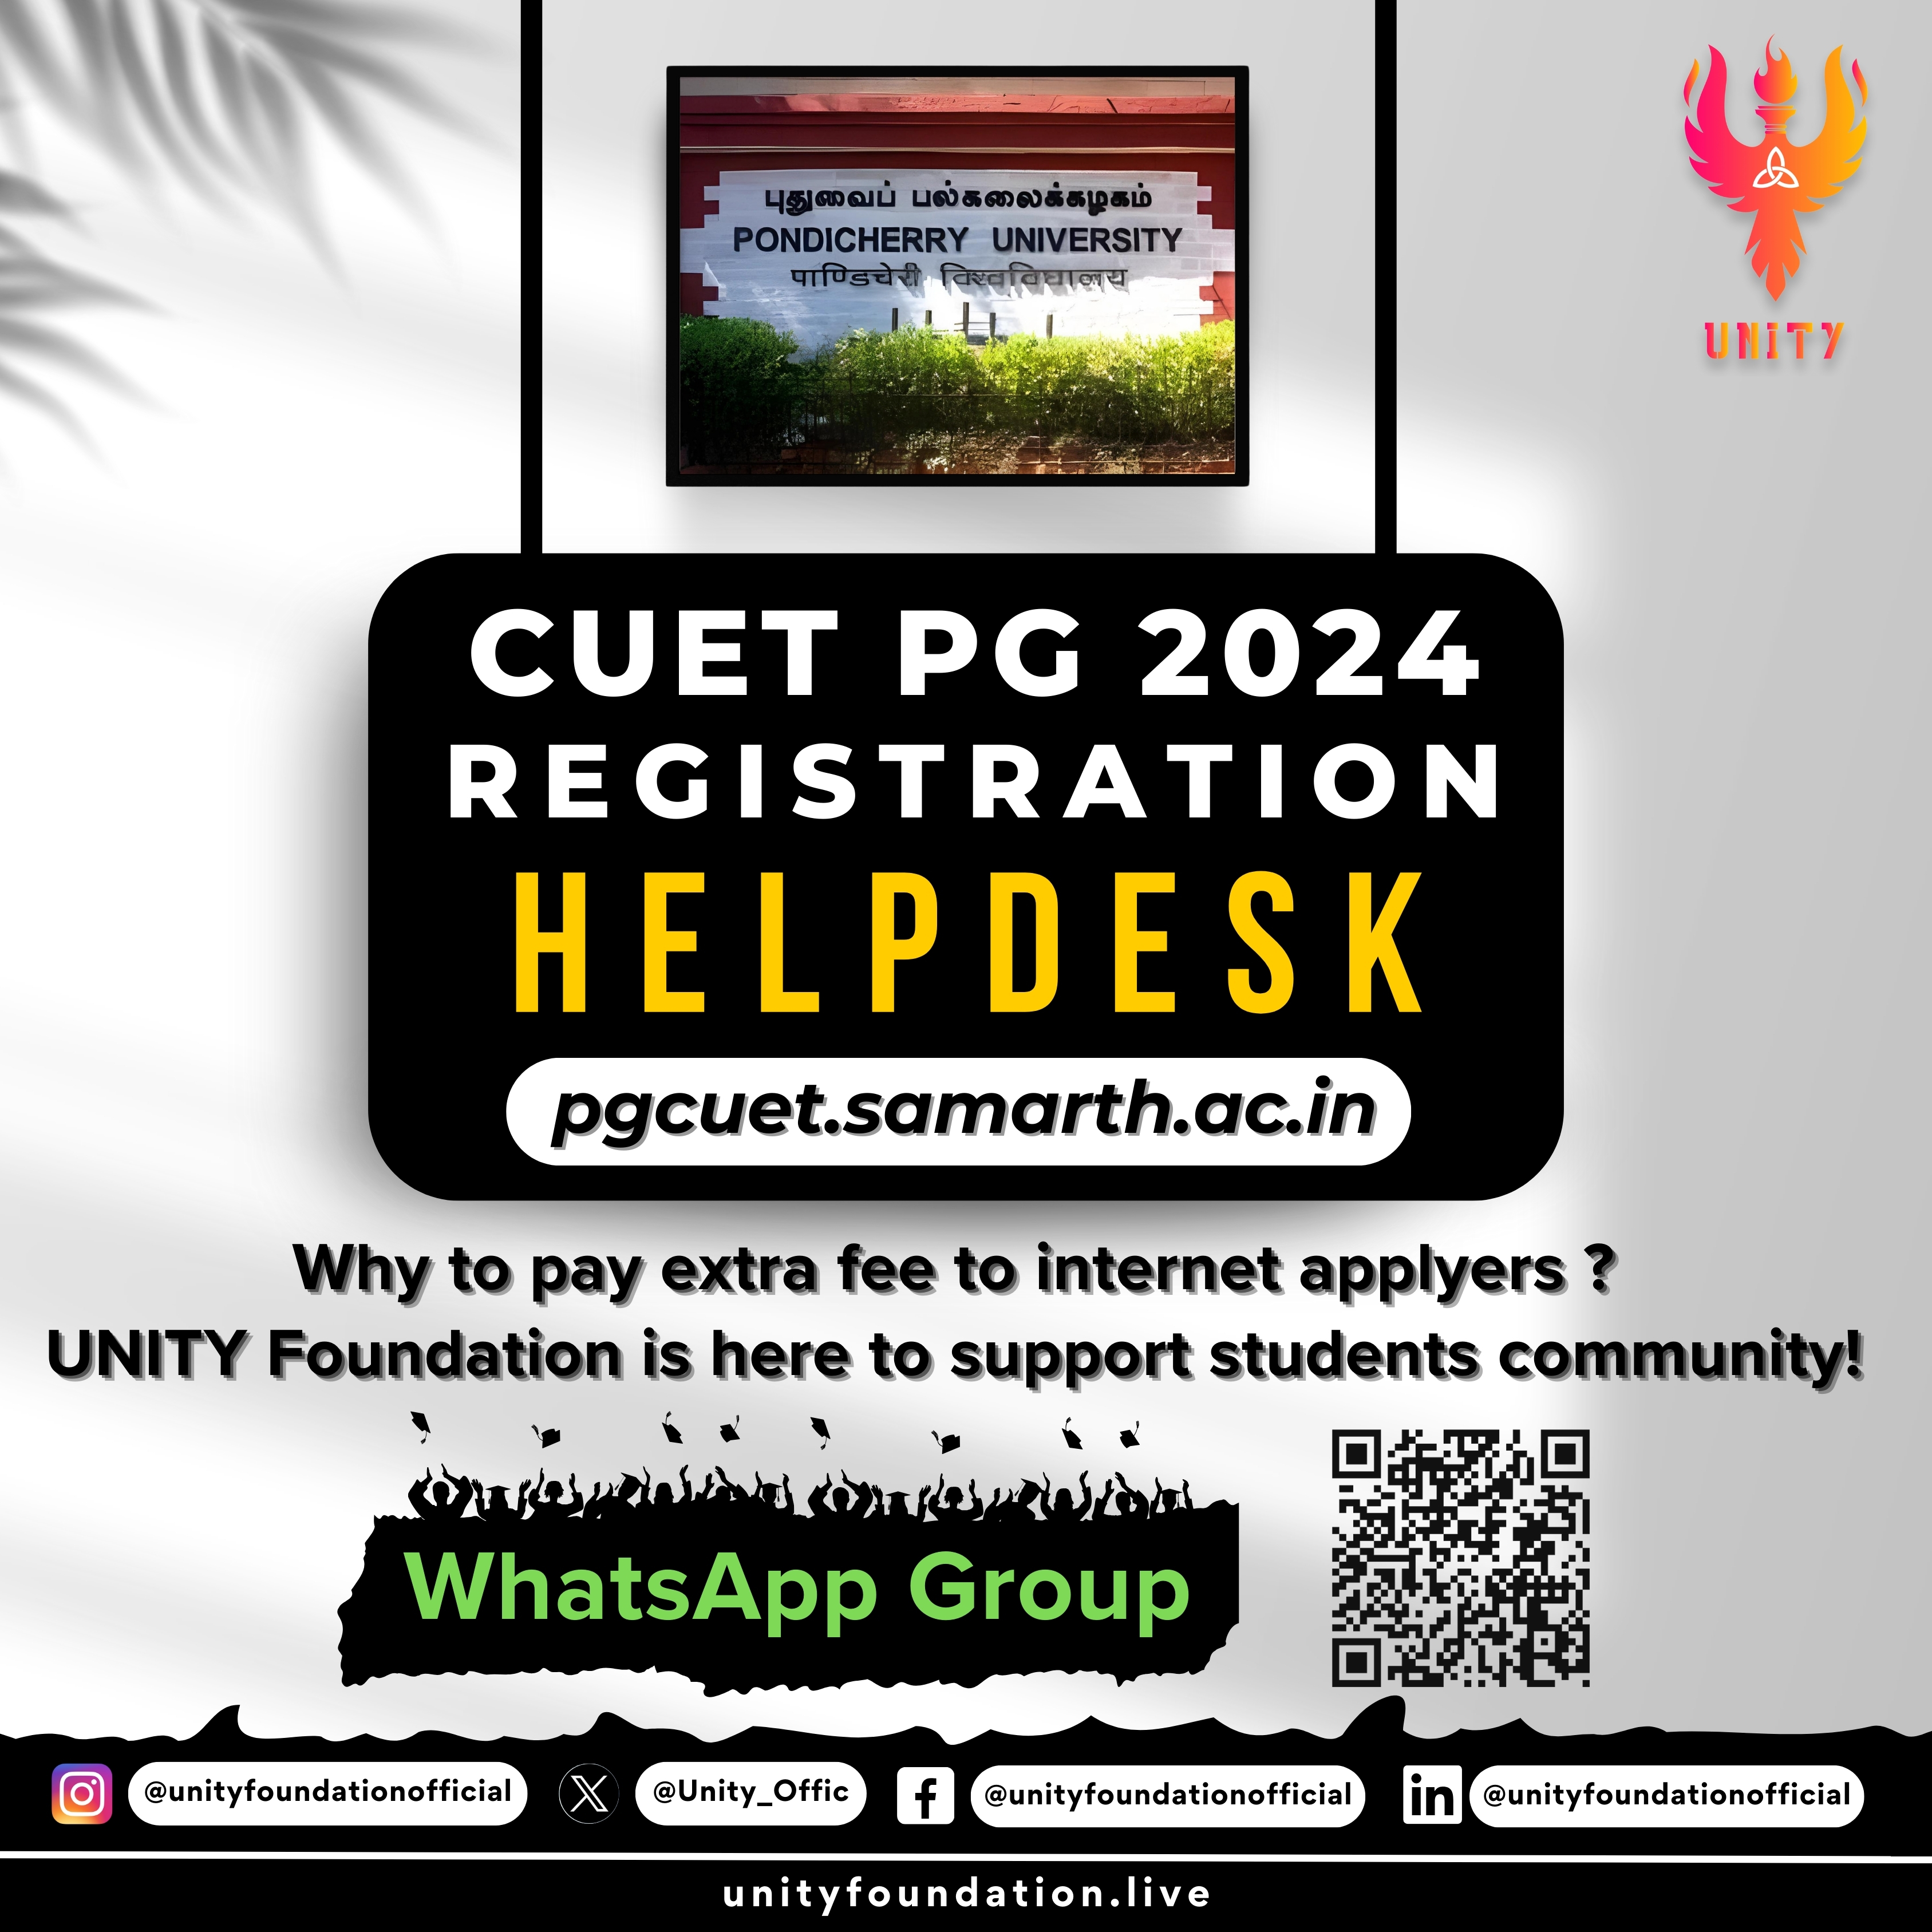 புதுவைப் பல்கலைக்கழகம்
PONDICHERRY UNIVERSITY
पाण्डिचेरी विश्वविद्यालय
UNITY
CUET PG 2024
REGISTRATION
HELPDESK
pgcuet.samarth.ac.in
Why to pay extra fee to internet applyers ?
UNITY Foundation is here to support students community!
WhatsApp Group
@unityfoundationofficial
@Unity_Offic
@unityfoundationofficial
@unityfoundationofficial
unityfoundation.live